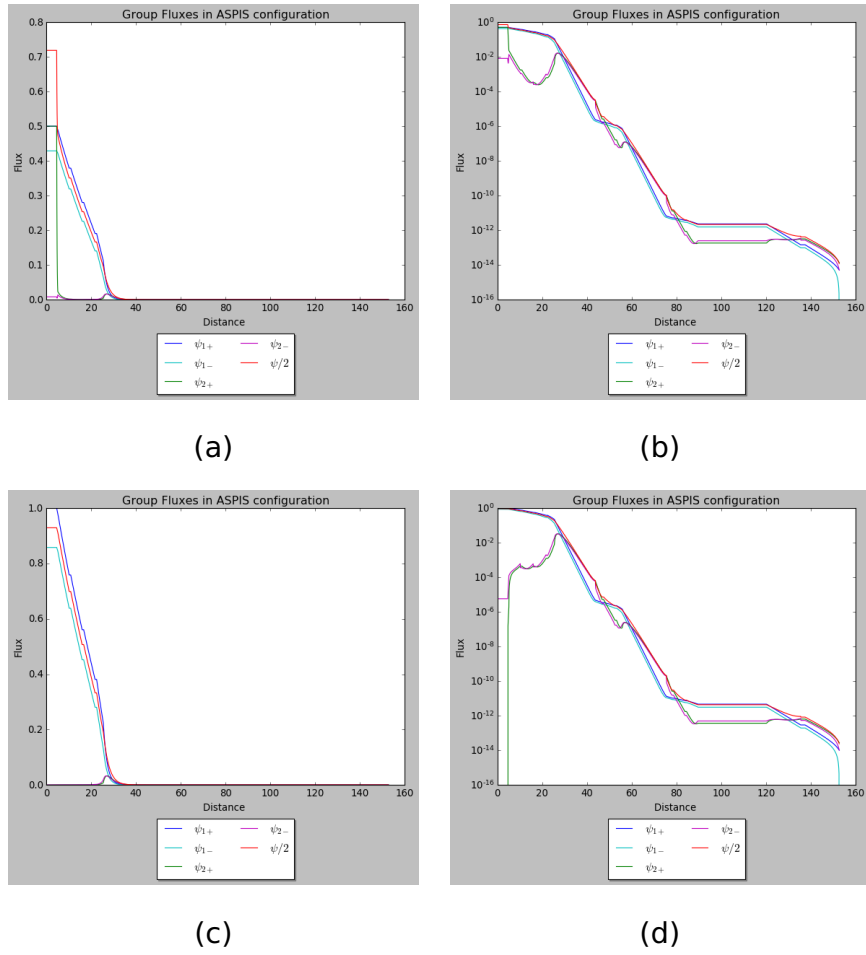 Group Fluxes in ASPIS configuration
0.8
0.7
0.6
0.5
0.4
0.3
0.2
0.1
0.0
Flux
0 20 40 60 80 100 120 140 160
Distance
ψ₁₊ ψ₂₋
ψ₁₋ ψ/2
ψ₂₊
(a)
Group Fluxes in ASPIS configuration
10⁰
10⁻²
10⁻⁴
10⁻⁶
10⁻⁸
10⁻¹⁰
10⁻¹²
10⁻¹⁴
10⁻¹⁶
Flux
0 20 40 60 80 100 120 140 160
Distance
ψ₁₊ ψ₂₋
ψ₁₋ ψ/2
ψ₂₊
(b)
Group Fluxes in ASPIS configuration
1.0
0.8
0.6
0.4
0.2
0.0
Flux
0 20 40 60 80 100 120 140 160
Distance
ψ₁₊ ψ₂₋
ψ₁₋ ψ/2
ψ₂₊
(c)
Group Fluxes in ASPIS configuration
10⁰
10⁻²
10⁻⁴
10⁻⁶
10⁻⁸
10⁻¹⁰
10⁻¹²
10⁻¹⁴
10⁻¹⁶
Flux
0 20 40 60 80 100 120 140 160
Distance
ψ₁₊ ψ₂₋
ψ₁₋ ψ/2
ψ₂₊
(d)